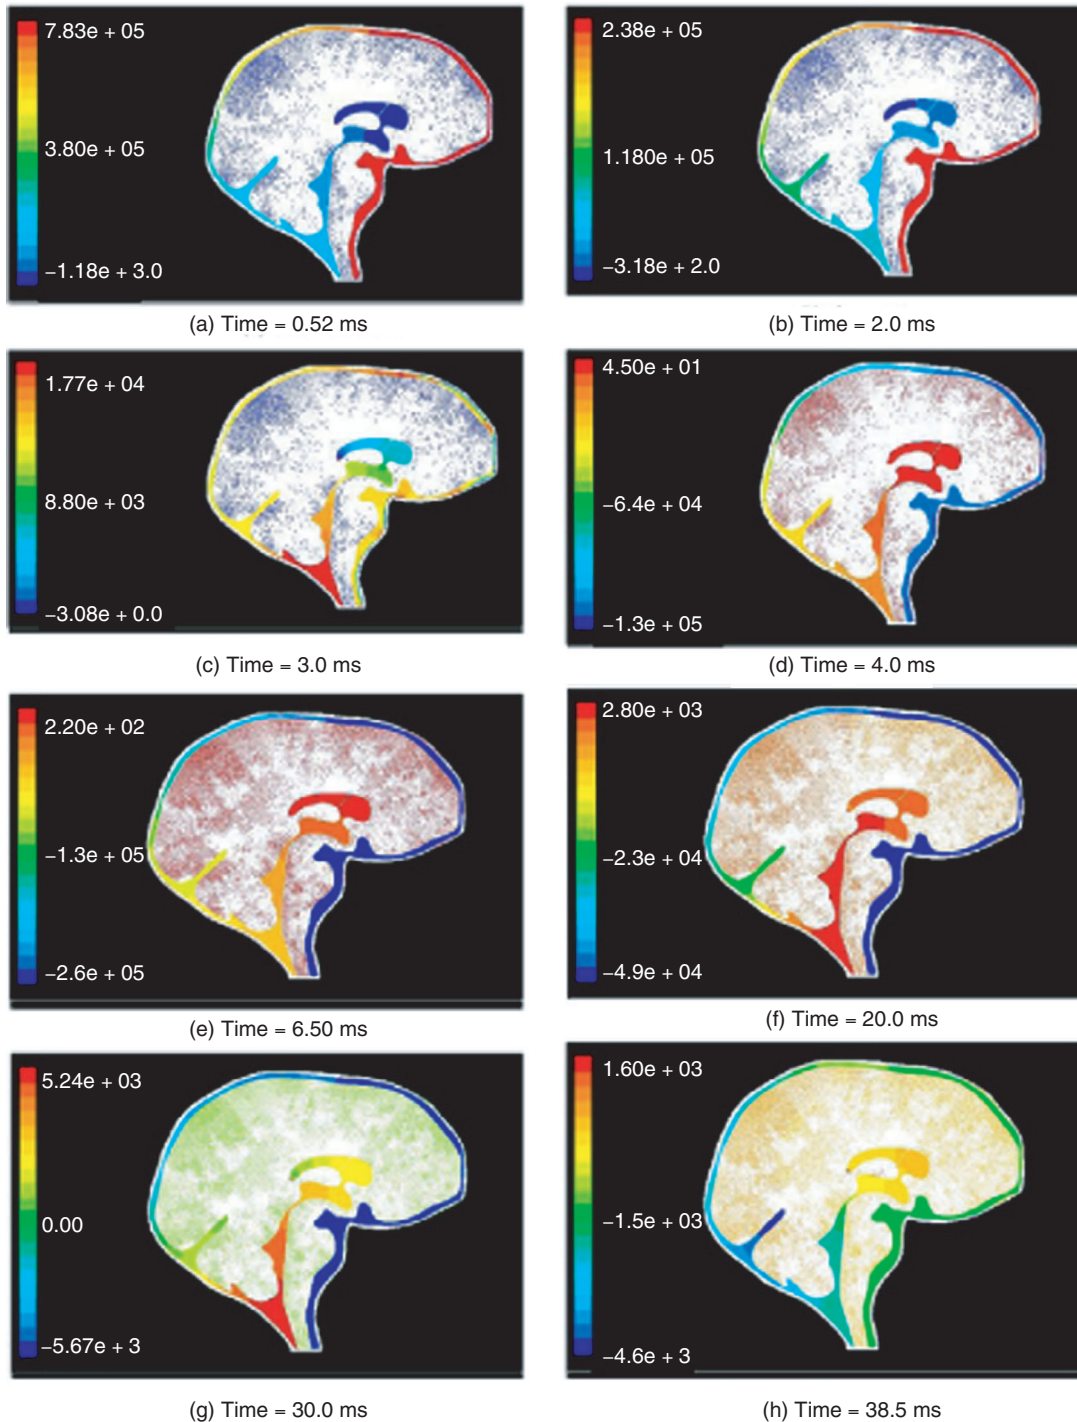 7.83e + 05
3.80e + 05
−1.18e + 3.0
(a) Time = 0.52 ms
2.38e + 05
1.180e + 05
−3.18e + 2.0
(b) Time = 2.0 ms
1.77e + 04
8.80e + 03
−3.08e + 0.0
(c) Time = 3.0 ms
4.50e + 01
−6.4e + 04
−1.3e + 05
(d) Time = 4.0 ms
2.20e + 02
−1.3e + 05
−2.6e + 05
(e) Time = 6.50 ms
2.80e + 03
−2.3e + 04
−4.9e + 04
(f) Time = 20.0 ms
5.24e + 03
0.00
−5.67e + 3
(g) Time = 30.0 ms
1.60e + 03
−1.5e + 03
−4.6e + 3
(h) Time = 38.5 ms